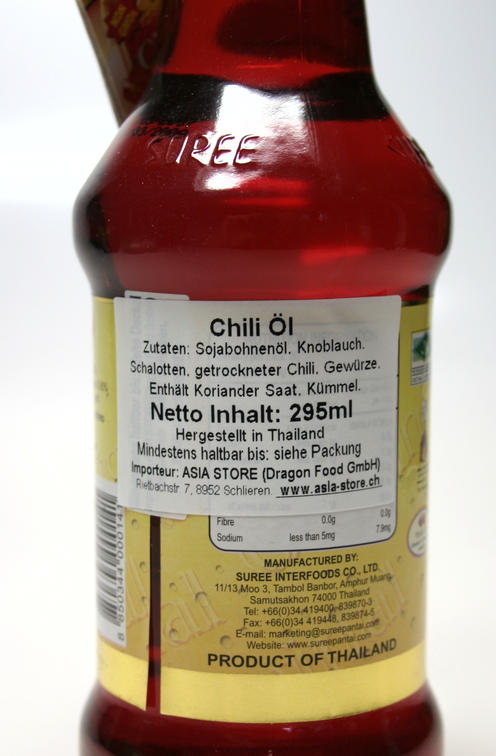 SUREE
Chili Öl
Zutaten: Sojabohnenöl. Knoblauch.
Schalotten, getrockneter Chili, Gewürze.
Enthält Koriander Saat, Kümmel.
Netto Inhalt: 295ml
Hergestellt in Thailand
Mindestens haltbar bis: siehe Packung
Importeur: ASIA STORE (Dragon Food GmbH)
Rietbachstr. 7, 8952 Schlieren. www.asia-store.ch
0.0g
Fibre 0.0g
Sodium less than 5mg 7.9mg
8 850344 000141
MANUFACTURED BY:
SUREE INTERFOODS CO., LTD.
11/13 Moo 3, Tambol Banbor, Amphur Muang,
Samutsakhon 74000 Thailand
Tel: +66(0)34 419400, 839870-3
Fax: +66(0)34 419448, 839874-5
E-mail: marketing@sureepantai.com
Website: www.sureepantai.com
PRODUCT OF THAILAND